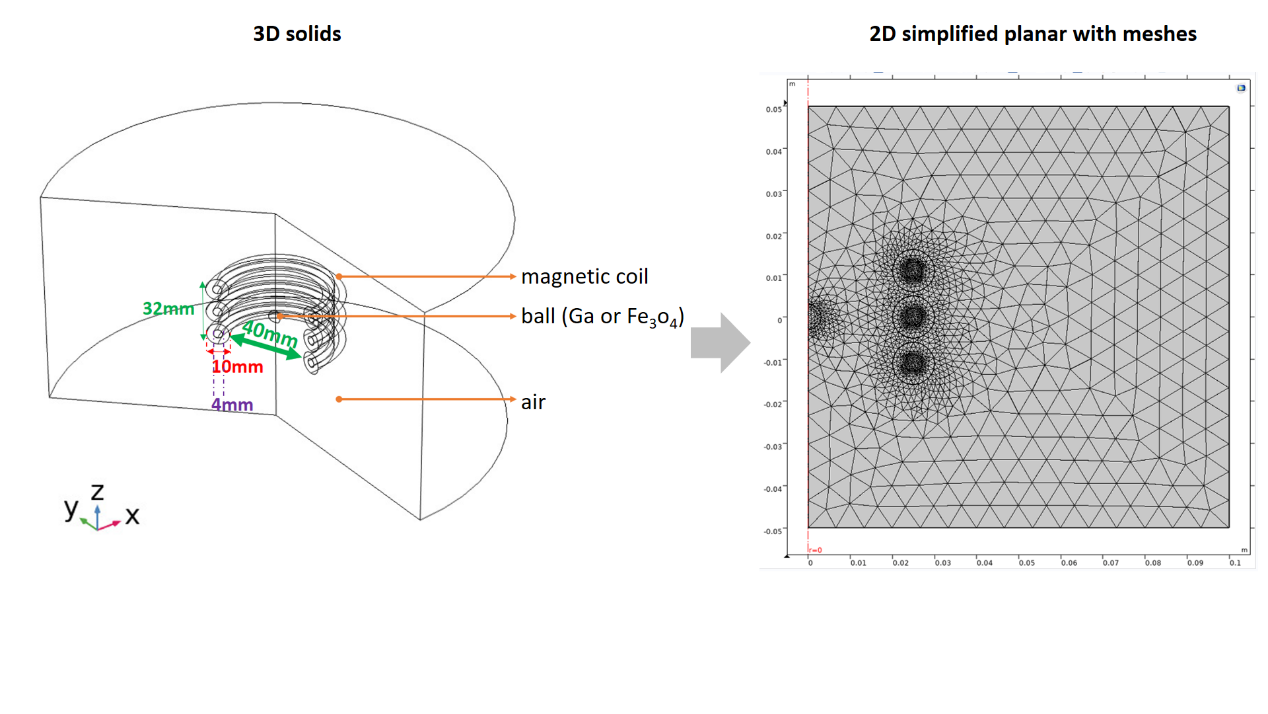 3D solids
2D simplified planar with meshes
magnetic coil
ball (Ga or Fe₃o₄)
air
32mm
40mm
10mm
4mm
z
y
x
m
0.05
0.04
0.03
0.02
0.01
0
-0.01
-0.02
-0.03
-0.04
-0.05
r=0
m
0
0.01
0.02
0.03
0.04
0.05
0.06
0.07
0.08
0.09
0.1